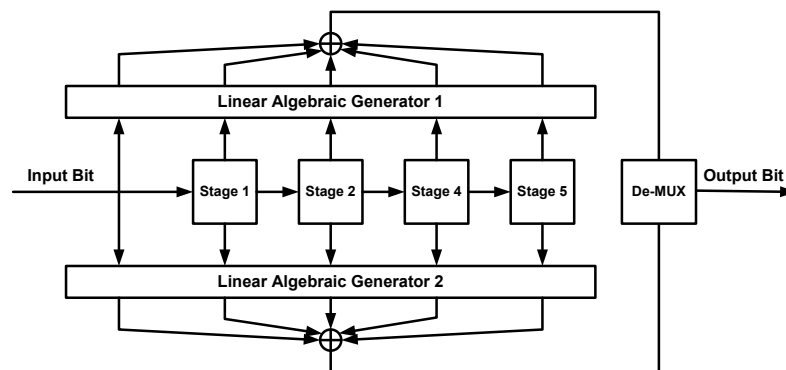 Linear Algebraic Generator 1
Input Bit
Stage 1
Stage 2
Stage 4
Stage 5
De-MUX
Output Bit
Linear Algebraic Generator 2